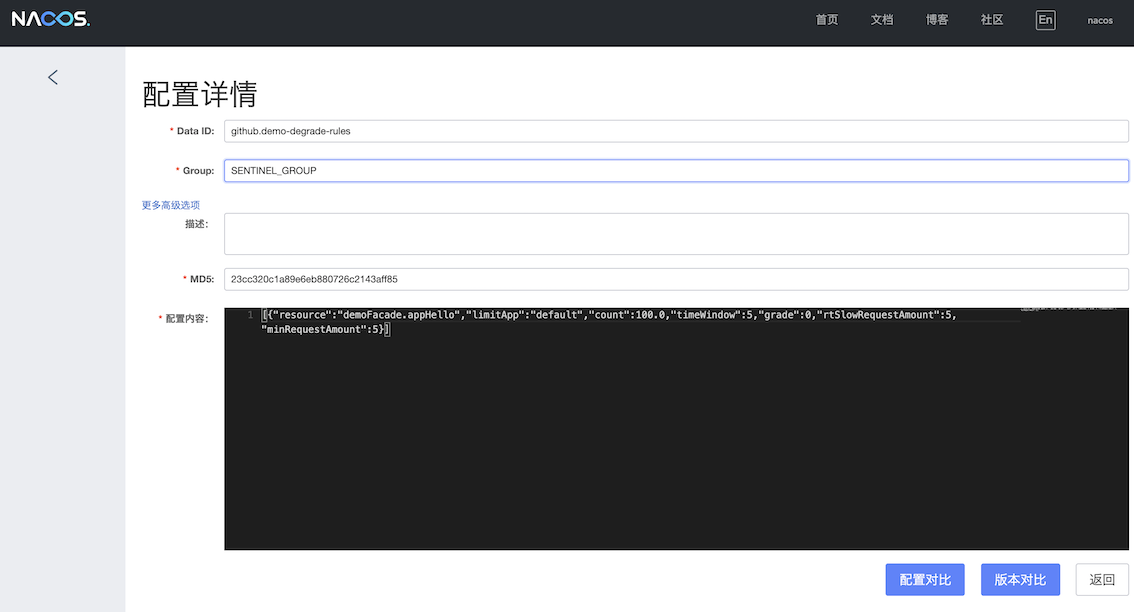 NACOS.
首页 文档 博客 社区 En nacos
配置详情
* Data ID: github.demo-degrade-rules
* Group: SENTINEL_GROUP
更多高级选项
描述:
* MD5: 23cc320c1a89e6eb880726c2143aff85
* 配置内容: 1 [{"resource":"demoFacade.appHello","limitApp":"default","count":100.0,"timeWindow":5,"grade":0,"rtSlowRequestAmount":5,
"minRequestAmount":5}]
配置对比 版本对比 返回